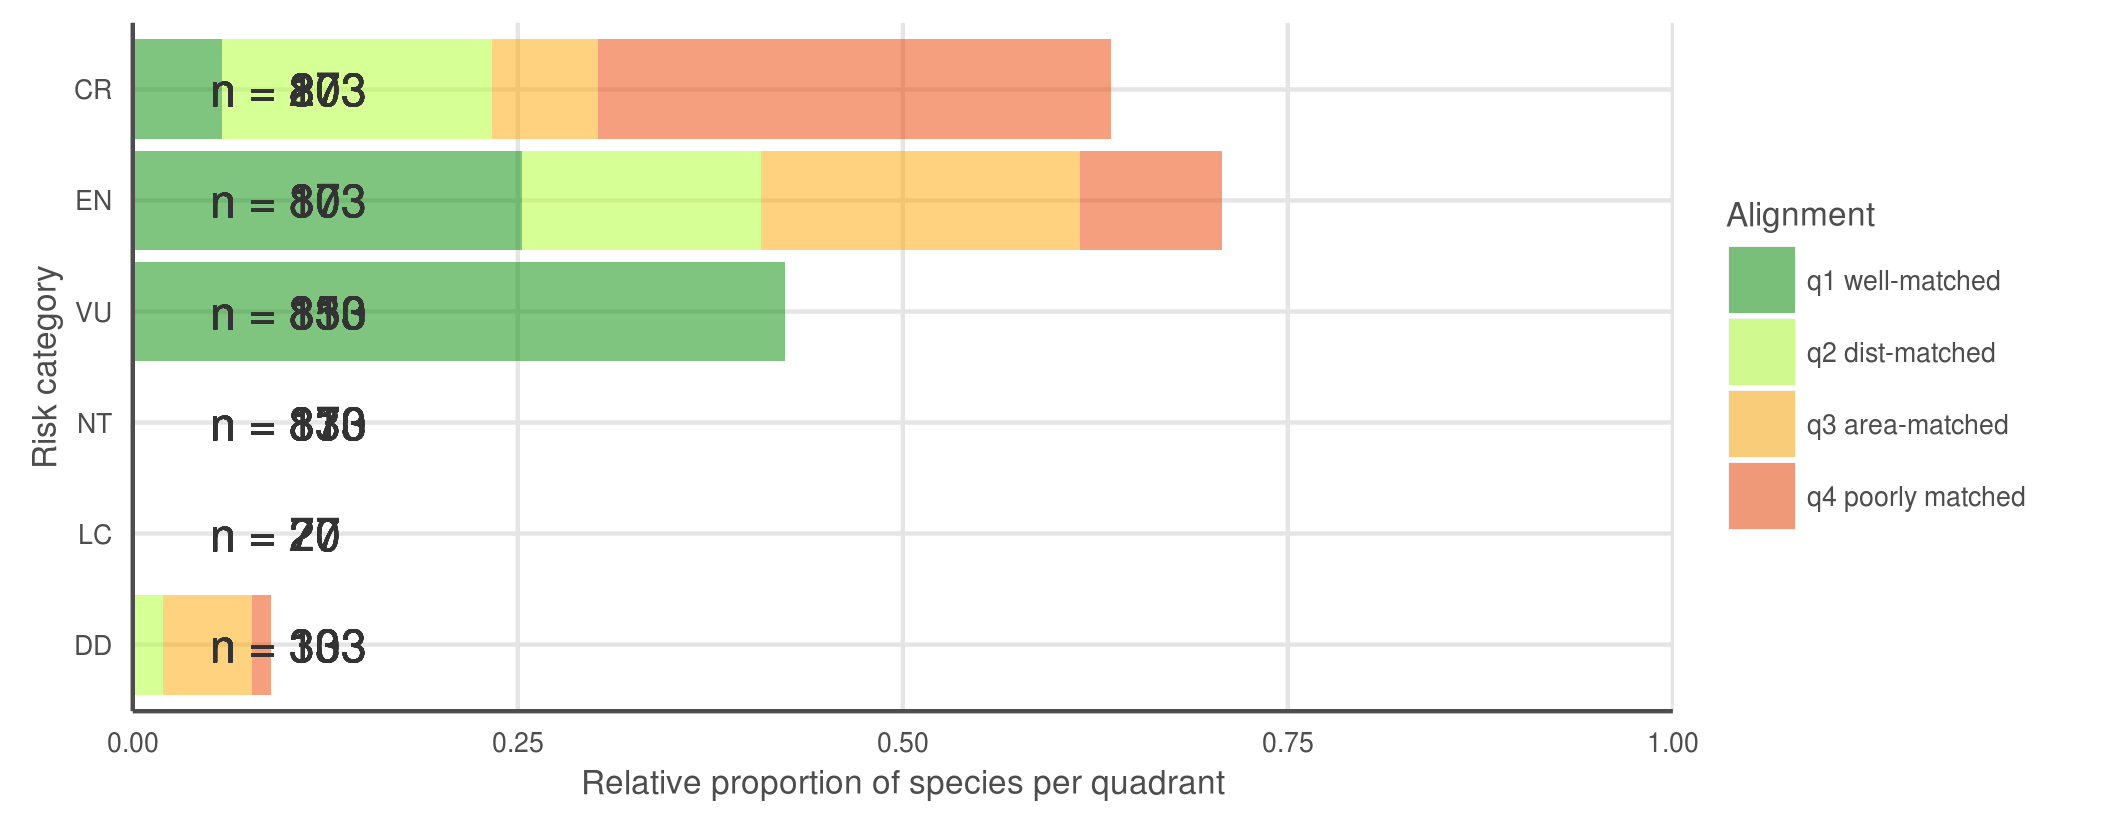 CR
n =
EN
n =
VU
n =
NT
n =
LC
n =
DD
n =
Risk category
0.00 0.25 0.50 0.75 1.00
Relative proportion of species per quadrant
Alignment
q1 well-matched
q2 dist-matched
q3 area-matched
q4 poorly matched